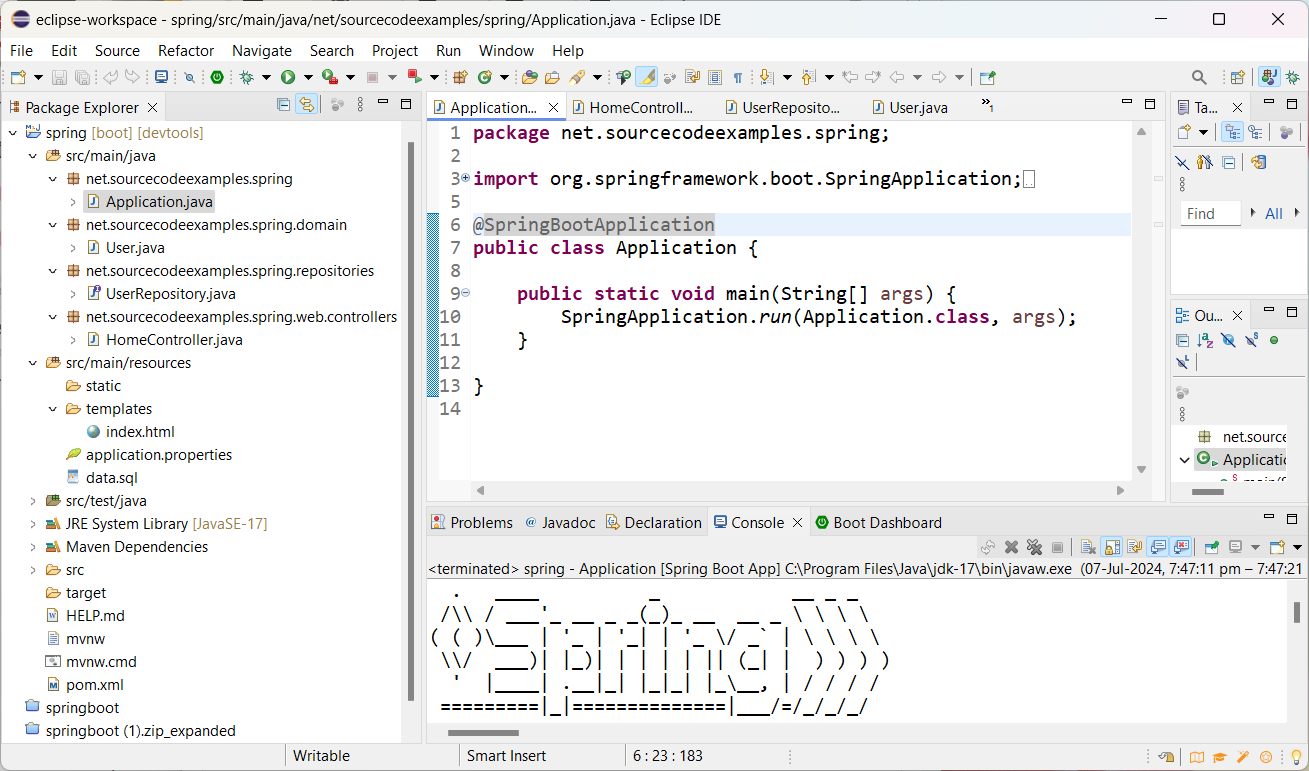 eclipse-workspace - spring/src/main/java/net/sourcecodeexamples/spring/Application.java - Eclipse IDE
File Edit Source Refactor Navigate Search Project Run Window Help
Package Explorer
spring [boot] [devtools]
src/main/java
net.sourcecodeexamples.spring
Application.java
net.sourcecodeexamples.spring.domain
User.java
net.sourcecodeexamples.spring.repositories
UserRepository.java
net.sourcecodeexamples.spring.web.controllers
HomeController.java
src/main/resources
static
templates
index.html
application.properties
data.sql
src/test/java
JRE System Library [JavaSE-17]
Maven Dependencies
src
target
HELP.md
mvnw
mvnw.cmd
pom.xml
springboot
springboot (1).zip_expanded
Application... HomeControll... UserReposito... User.java »1
1 package net.sourcecodeexamples.spring;
2
3 import org.springframework.boot.SpringApplication;
5
6 @SpringBootApplication
7 public class Application {
8
9 public static void main(String[] args) {
10 SpringApplication.run(Application.class, args);
11 }
12
13 }
14
Ta...
Find All
Ou...
net.source
Applicatio
Problems @ Javadoc Declaration Console Boot Dashboard
<terminated> spring - Application [Spring Boot App] C:\Program Files\Java\jdk-17\bin\javaw.exe (07-Jul-2024, 7:47:11 pm – 7:47:21
  .   ____          _            __ _ _
 /\\ / ___'_ __ _ _(_)_ __  __ _ \ \ \ \
( ( )\___ | '_ | '_| | '_ \/ _` | \ \ \ \
 \\/  ___)| |_)| | | | | || (_| |  ) ) ) )
  '  |____| .__|_| |_|_| |_\__, | / / / /
 =========|_|==============|___/=/_/_/_/
Writable Smart Insert 6 : 23 : 183